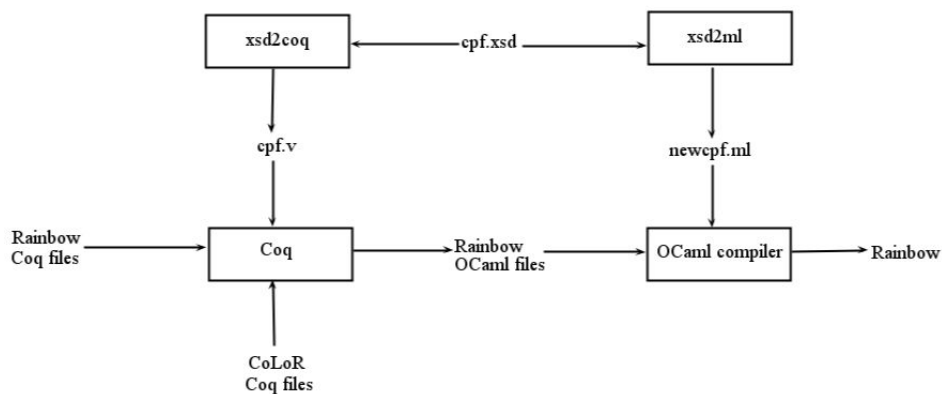 xsd2coq
cpf.xsd
xsd2ml
cpf.v
newcpf.ml
Rainbow
Coq files
Coq
Rainbow
OCaml files
OCaml compiler
Rainbow
CoLoR
Coq files